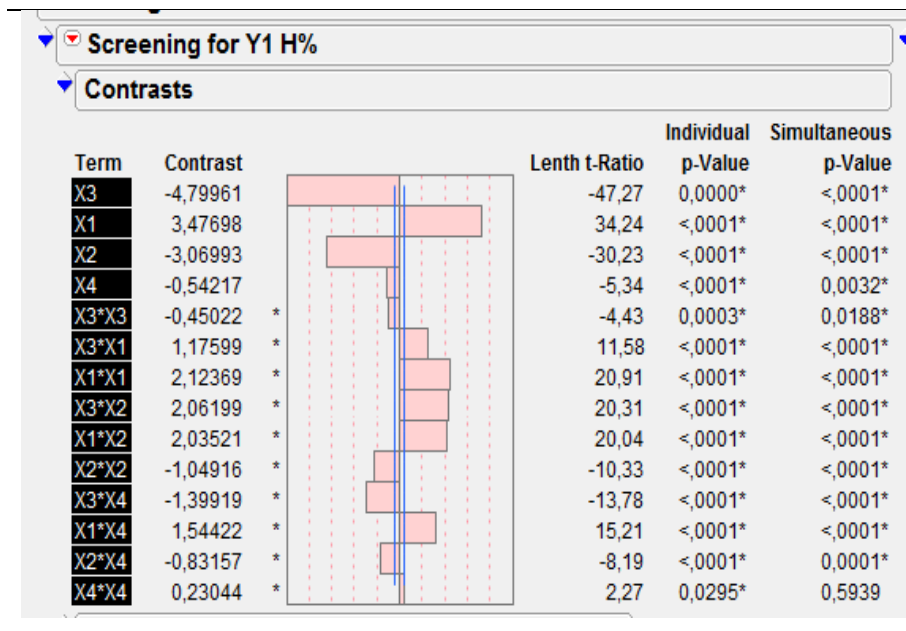 Screening for Y1 H%
Contrasts
Individual Simultaneous
Term Contrast Lenth t-Ratio p-Value p-Value
X3 -4,79961 -47,27 0,0000* <,0001*
X1 3,47698 34,24 <,0001* <,0001*
X2 -3,06993 -30,23 <,0001* <,0001*
X4 -0,54217 -5,34 <,0001* 0,0032*
X3*X3 -0,45022 * -4,43 0,0003* 0,0188*
X3*X1 1,17599 * 11,58 <,0001* <,0001*
X1*X1 2,12369 * 20,91 <,0001* <,0001*
X3*X2 2,06199 * 20,31 <,0001* <,0001*
X1*X2 2,03521 * 20,04 <,0001* <,0001*
X2*X2 -1,04916 * -10,33 <,0001* <,0001*
X3*X4 -1,39919 * -13,78 <,0001* <,0001*
X1*X4 1,54422 * 15,21 <,0001* <,0001*
X2*X4 -0,83157 * -8,19 <,0001* 0,0001*
X4*X4 0,23044 * 2,27 0,0295* 0,5939